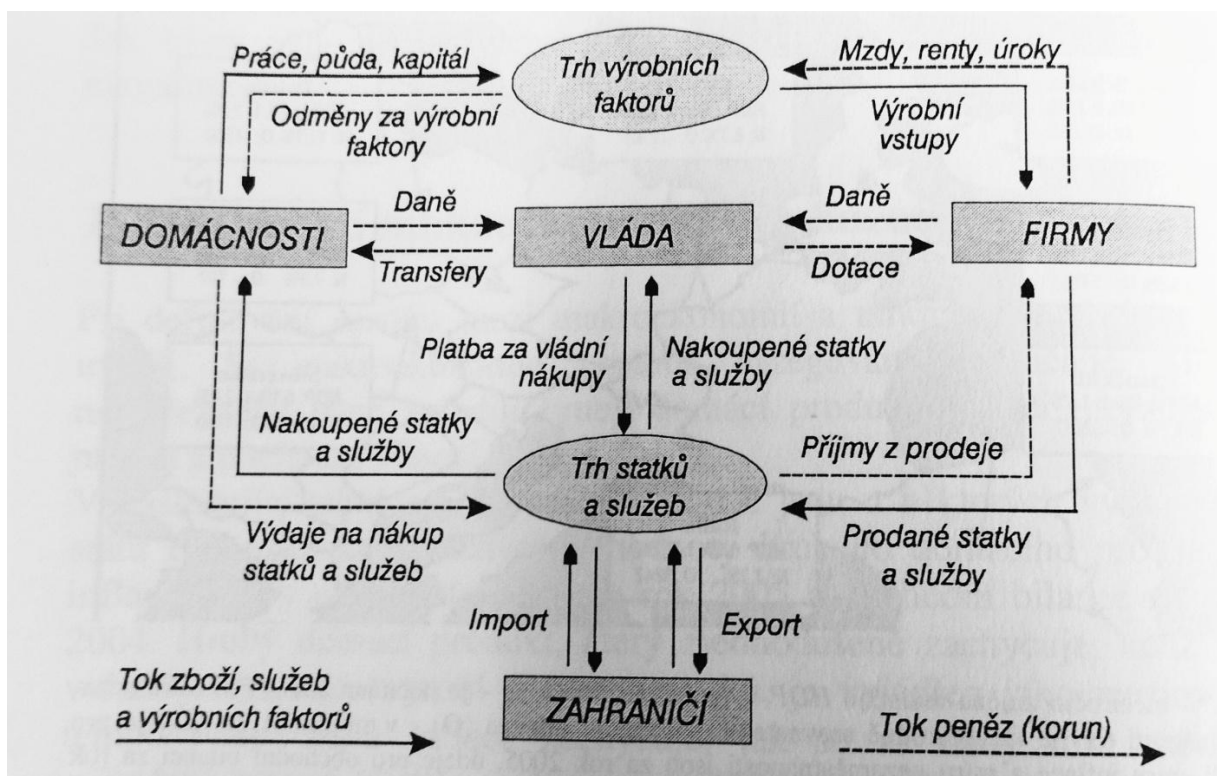 Práce, půda, kapitál
Trh výrobních
faktorů
Mzdy, renty, úroky
Odměny za výrobní
faktory
Výrobní
vstupy
DOMÁCNOSTI
Daně
Transfery
VLÁDA
Daně
Dotace
FIRMY
Platba za vládní
nákupy
Nakoupené statky
a služby
Nakoupené statky
a služby
Trh statků
a služeb
Příjmy z prodeje
Výdaje na nákup
statků a služeb
Prodané statky
a služby
Import
Export
Tok zboží, služeb
a výrobních faktorů
ZAHRANIČÍ
Tok peněz (korun)